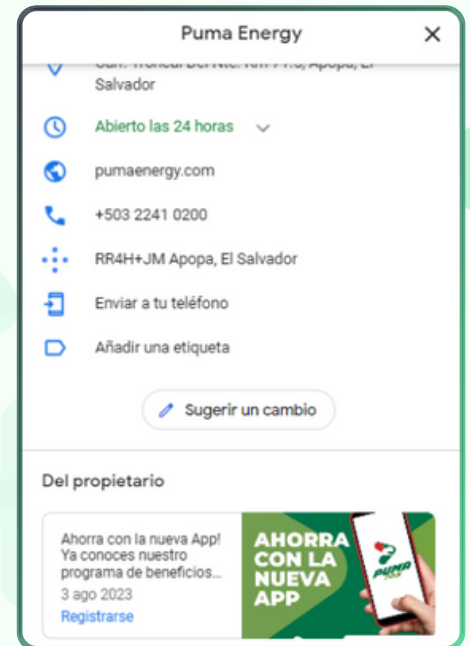 Puma Energy
Salvador
Abierto las 24 horas
pumaenergy.com
+503 2241 0200
RR4H+JM Apopa, El Salvador
Enviar a tu teléfono
Añadir una etiqueta
Sugerir un cambio
Del propietario
Ahorra con la nueva App!
Ya conoces nuestro
programa de beneficios...
3 ago 2023
Registrarse
AHORRA
CON LA
NUEVA
APP
PUMA